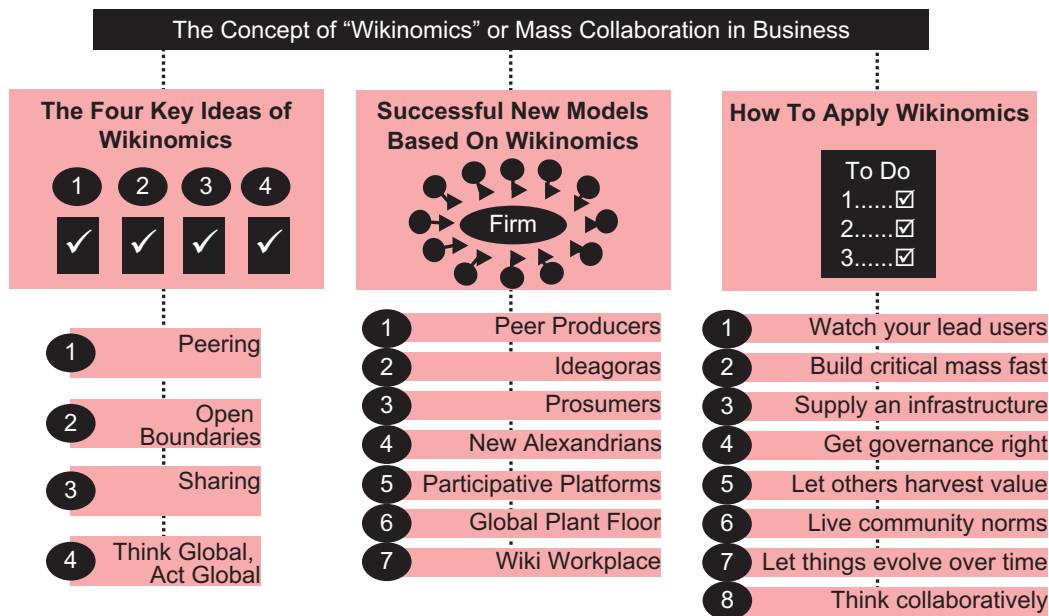 The Concept of “Wikinomics” or Mass Collaboration in Business
The Four Key Ideas of
Wikinomics
1 2 3 4
1
Peering
2
Open
Boundaries
3
Sharing
4
Think Global,
Act Global
Successful New Models
Based On Wikinomics
Firm
1 Peer Producers
2 Ideagoras
3 Prosumers
4 New Alexandrians
5 Participative Platforms
6 Global Plant Floor
7 Wiki Workplace
How To Apply Wikinomics
To Do
1......☑
2......☑
3......☑
1 Watch your lead users
2 Build critical mass fast
3 Supply an infrastructure
4 Get governance right
5 Let others harvest value
6 Live community norms
7 Let things evolve over time
8 Think collaboratively